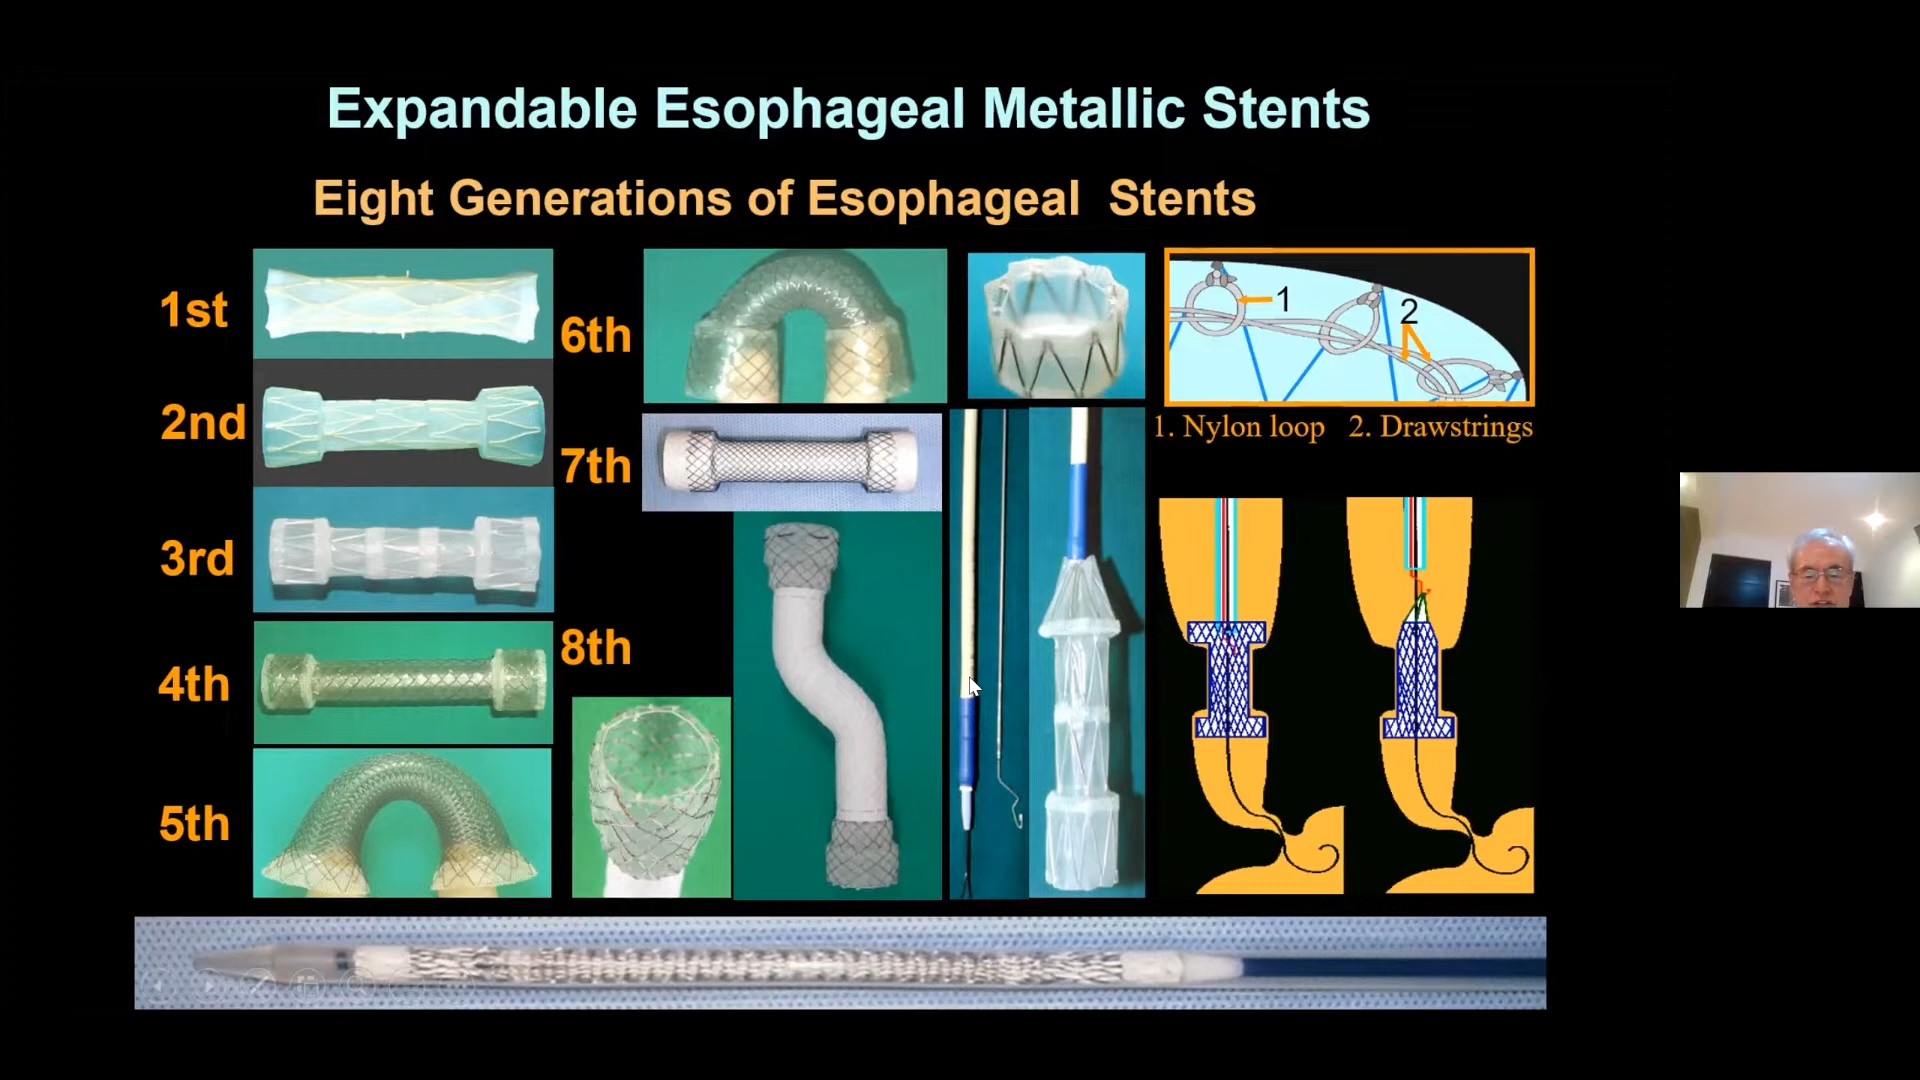 Expandable Esophageal Metallic Stents
Eight Generations of Esophageal Stents
1st
2nd
3rd
4th
5th
6th
7th
8th
1
2
1. Nylon loop 2. Drawstrings